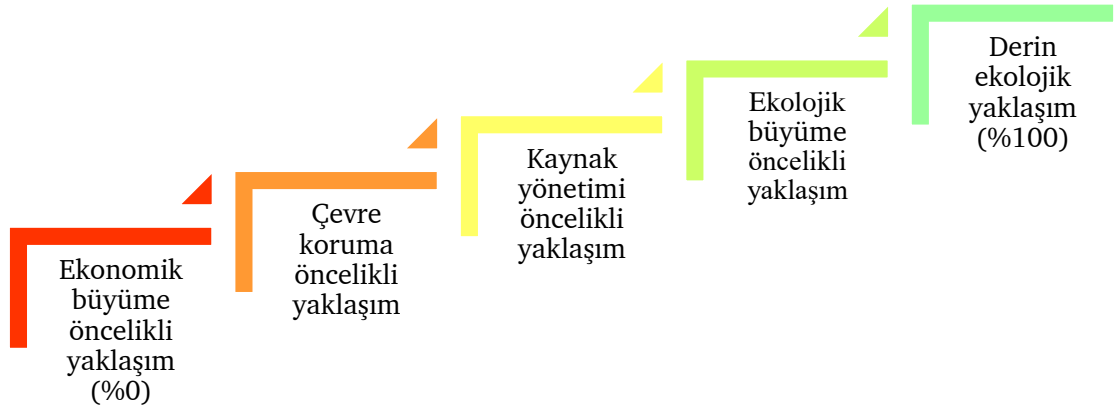 Ekonomik
büyüme
öncelikli
yaklaşım
(%0)
Çevre
koruma
öncelikli
yaklaşım
Kaynak
yönetimi
öncelikli
yaklaşım
Ekolojik
büyüme
öncelikli
yaklaşım
Derin
ekolojik
yaklaşım
(%100)